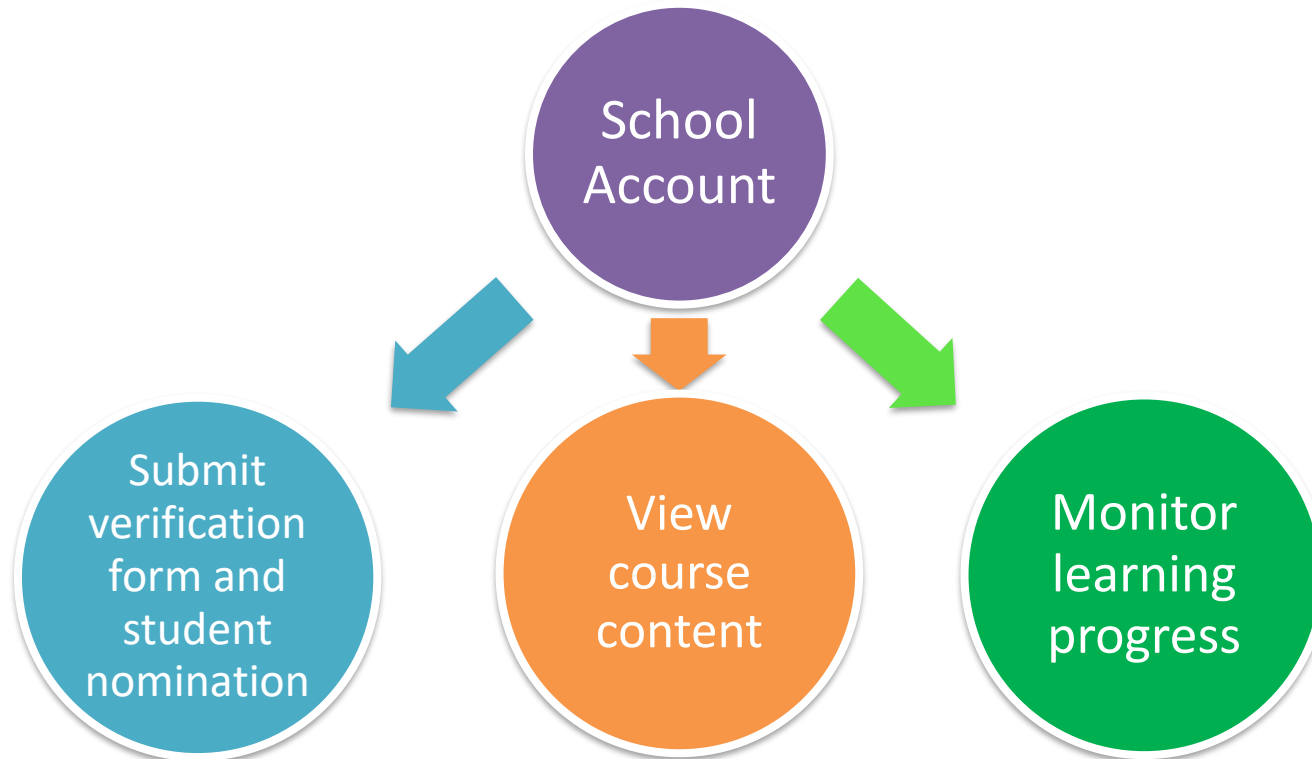 School
Account
Submit
verification
form and
student
nomination
View
course
content
Monitor
learning
progress